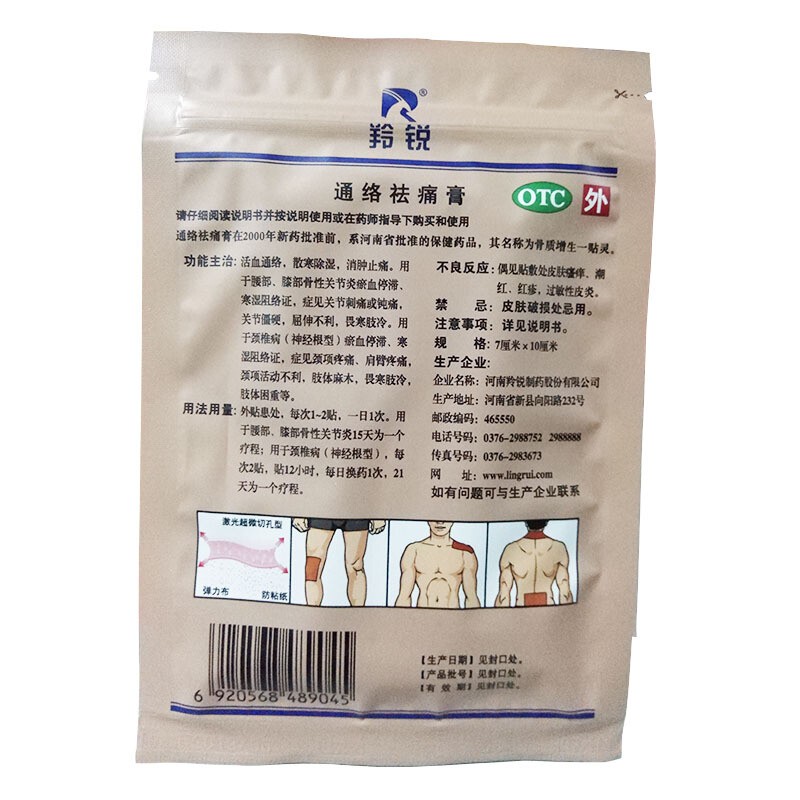 R®
羚锐
通络祛痛膏
OTC 外
请仔细阅读说明书并按说明使用或在药师指导下购买和使用
通络祛痛膏在2000年新药批准前，系河南省批准的保健药品，其名称为骨质增生一贴灵。
功能主治：活血通络，散寒除湿，消肿止痛。用
于腰部、膝部骨性关节炎瘀血停滞、
寒湿阻络证，症见关节刺痛或钝痛，
关节僵硬，屈伸不利，畏寒肢冷。用
于颈椎病（神经根型）瘀血停滞、寒
湿阻络证，症见颈项疼痛、肩臂疼痛，
颈项活动不利，肢体麻木，畏寒肢冷，
肢体困重等。
用法用量：外贴患处，每次1~2贴，一日1次。用
于腰部、膝部骨性关节炎15天为一个
疗程；用于颈椎病（神经根型），每
次2贴，贴12小时，每日换药1次，21
天为一个疗程。
不良反应：偶见贴敷处皮肤瘙痒、潮
红、红疹，过敏性皮炎。
禁 忌：皮肤破损处忌用。
注意事项：详见说明书。
规 格：7厘米×10厘米
生产企业：
企业名称：河南羚锐制药股份有限公司
生产地址：河南省新县向阳路232号
邮政编码：465550
电话号码：0376-2988752 2988888
传真号码：0376-2983673
网 址：www.lingrui.com
如有问题可与生产企业联系
激光超微切孔型
弹力布 防粘纸
6 920568 489045
【生产日期】见封口处。
【产品批号】见封口处。
【有 效 期】见封口处。